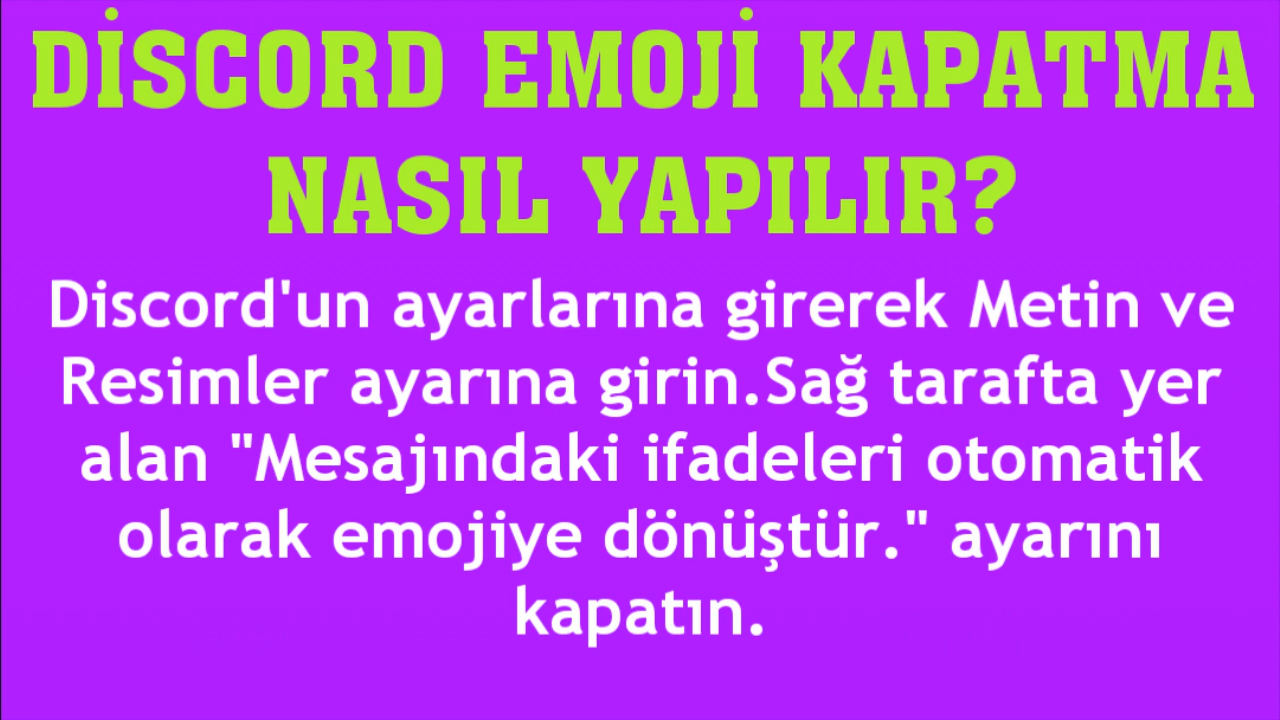 DİSCORD EMOJİ KAPATMA
NASIL YAPILIR?
Discord'un ayarlarına girerek Metin ve
Resimler ayarına girin.Sağ tarafta yer
alan "Mesajındaki ifadeleri otomatik
olarak emojiye dönüştür." ayarını
kapatın.